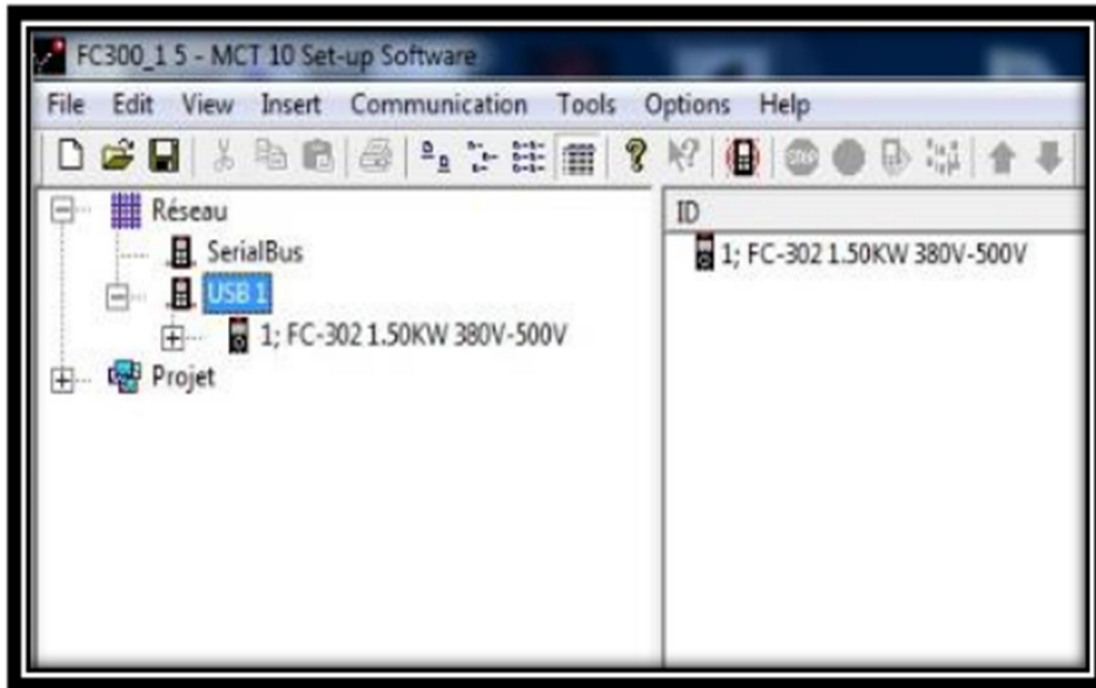 FC300_1 5 - MCT 10 Set-up Software
File Edit View Insert Communication Tools Options Help
STOP
Réseau
SerialBus
USB 1
1; FC-302 1.50KW 380V-500V
Projet
ID
1; FC-302 1.50KW 380V-500V